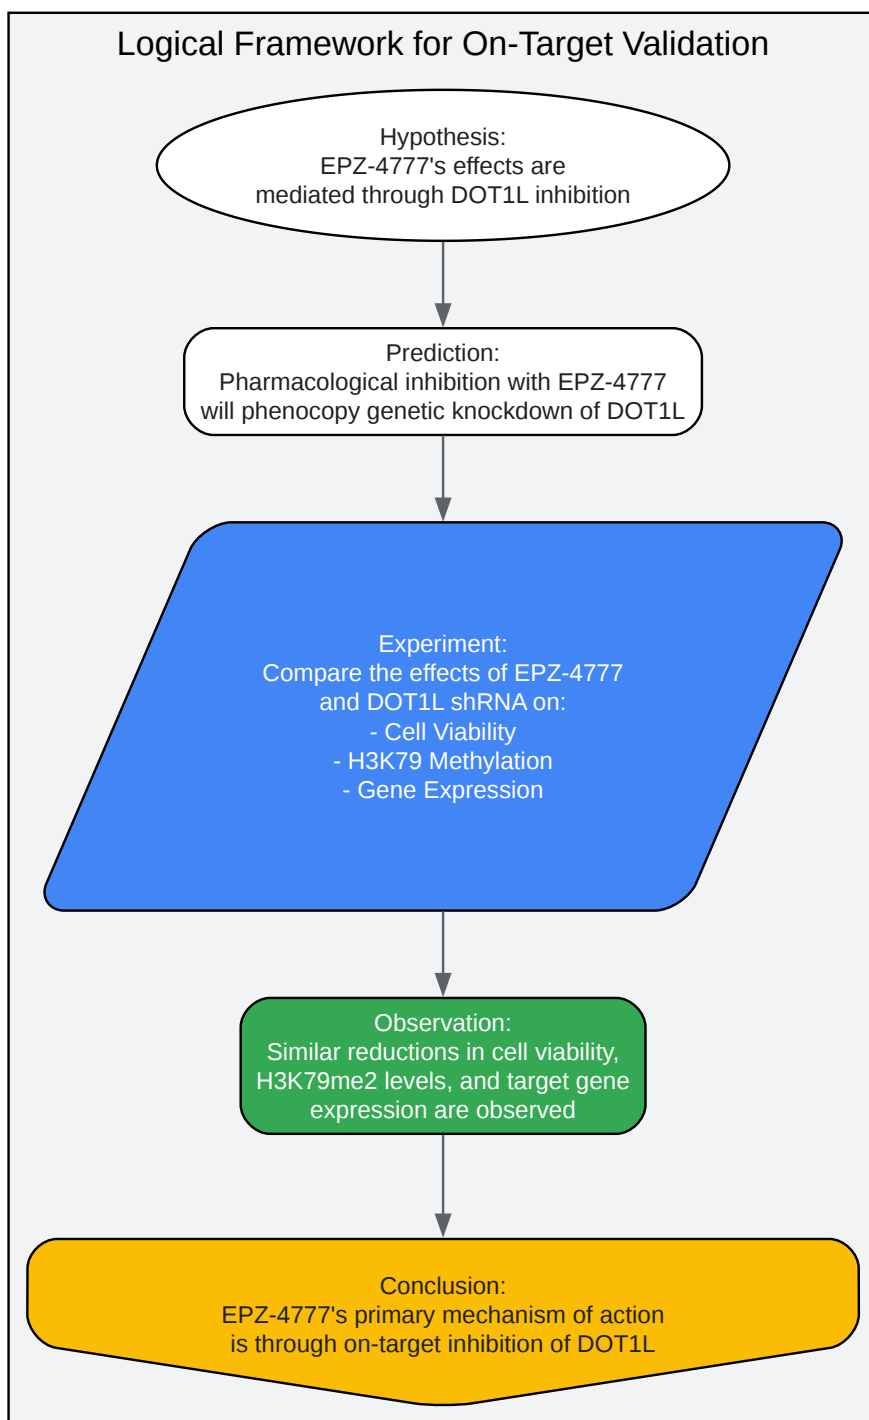 Logical Framework for On-Target Validation
Hypothesis:
EPZ-4777's effects are
mediated through DOT1L inhibition
Prediction:
Pharmacological inhibition with EPZ-4777
will phenocopy genetic knockdown of DOT1L
Experiment:
Compare the effects of EPZ-4777
and DOT1L shRNA on:
- Cell Viability
- H3K79 Methylation
- Gene Expression
Observation:
Similar reductions in cell viability,
H3K79me2 levels, and target gene
expression are observed
Conclusion:
EPZ-4777's primary mechanism of action
is through on-target inhibition of DOT1L